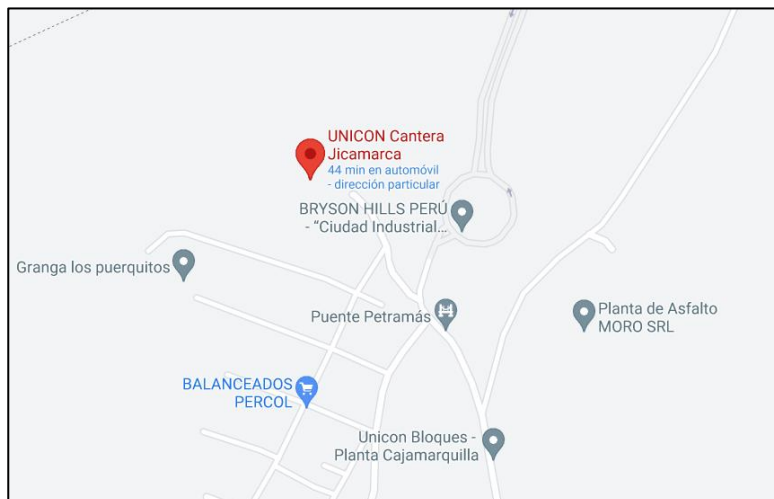 UNICON Cantera
Jicamarca
44 min en automóvil
- dirección particular
BRYSON HILLS PERÚ
- “Ciudad Industrial...
Granga los puerquitos
Puente Petramás
Planta de Asfalto
MORO SRL
BALANCEADOS
PERCOL
Unicon Bloques -
Planta Cajamarquilla